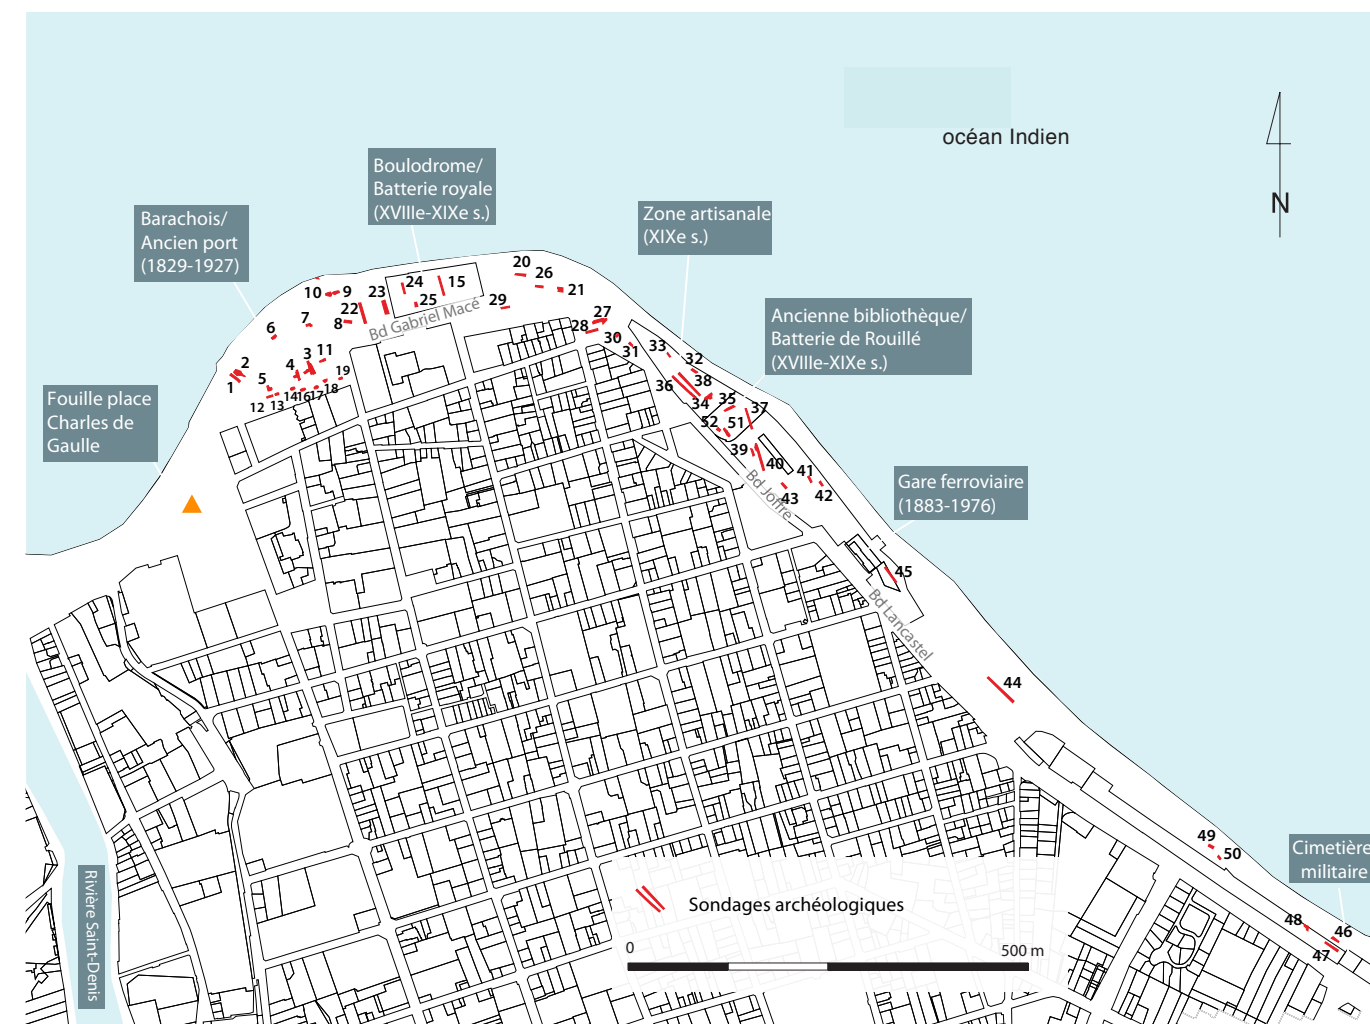 océan Indien
N
Boulodrome/
Batterie royale
(XVIIIe-XIXe s.)
Barachois/
Ancien port
(1829-1927)
Zone artisanale
(XIXe s.)
Ancienne bibliothèque/
Batterie de Rouillé
(XVIIIe-XIXe s.)
Fouille place
Charles de
Gaulle
Gare ferroviaire
(1883-1976)
Cimetière
militaire
Rivière Saint-Denis
Bd Gabriel Macé
Bd Joffre
Bd Lancastel
1
2
3
4
5
6
7
8
9
10
11
12
13
14
16
17
18
19
22
23
24
15
25
20
26
21
29
27
28
30
31
33
32
36
38
34
35
37
52
51
39
40
41
42
43
45
44
49
50
48
46
47
Sondages archéologiques
0
500 m